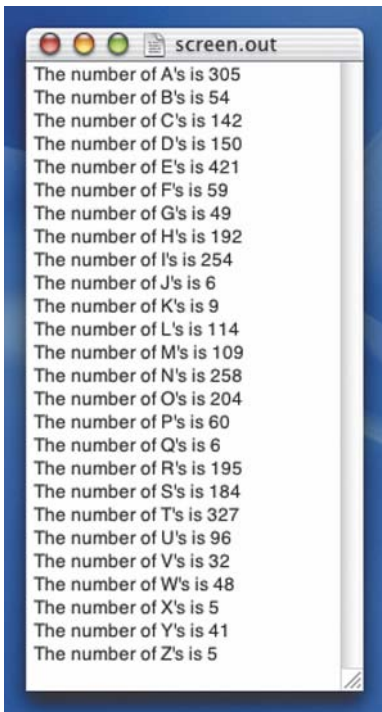 screen.out
The number of A's is 305
The number of B's is 54
The number of C's is 142
The number of D's is 150
The number of E's is 421
The number of F's is 59
The number of G's is 49
The number of H's is 192
The number of I's is 254
The number of J's is 6
The number of K's is 9
The number of L's is 114
The number of M's is 109
The number of N's is 258
The number of O's is 204
The number of P's is 60
The number of Q's is 6
The number of R's is 195
The number of S's is 184
The number of T's is 327
The number of U's is 96
The number of V's is 32
The number of W's is 48
The number of X's is 5
The number of Y's is 41
The number of Z's is 5